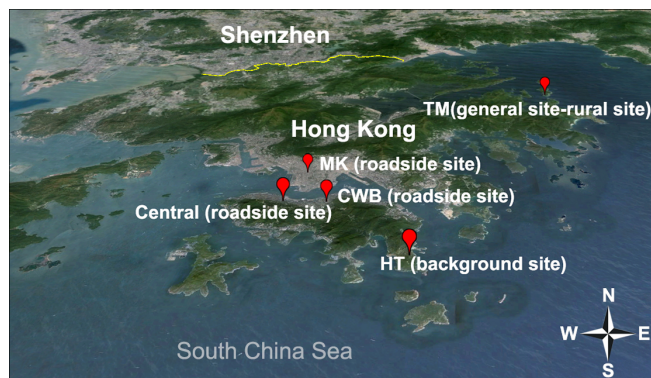 Shenzhen
TM(general site-rural site)
Hong Kong
MK (roadside site)
CWB (roadside site)
Central (roadside site)
HT (background site)
N
W E
S
South China Sea